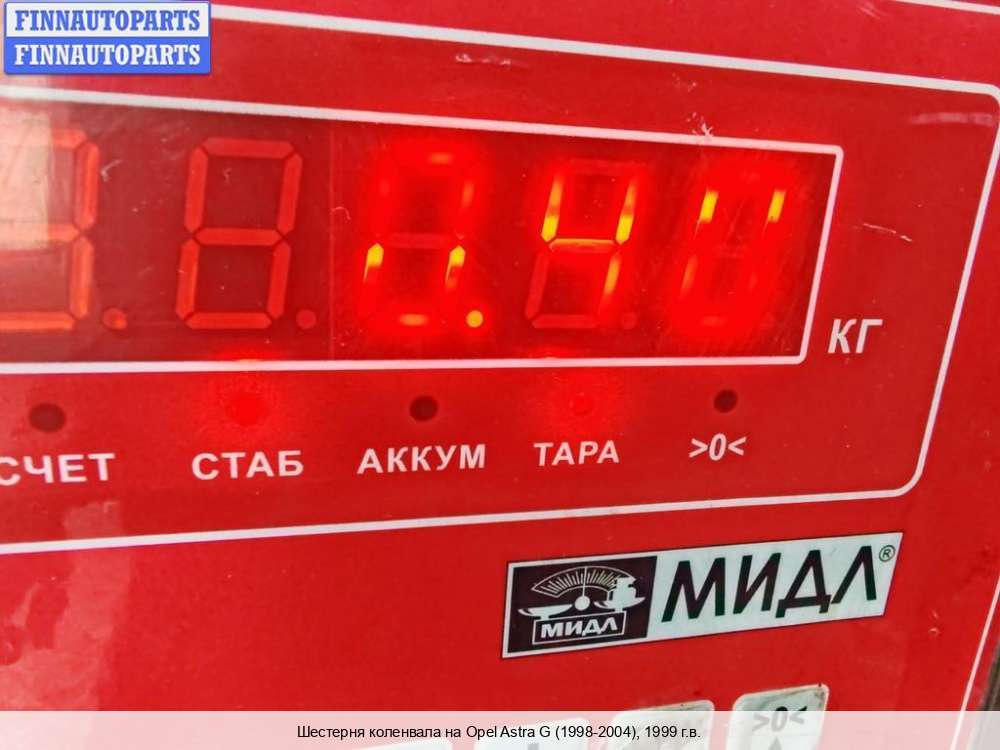 FINNAUTOPARTS
FINNAUTOPARTS
КГ
СЧЕТ СТАБ АККУМ ТАРА >0<
МИДЛ
МИДЛ®
>0<
Шестерня коленвала на Opel Astra G (1998-2004), 1999 г.в.